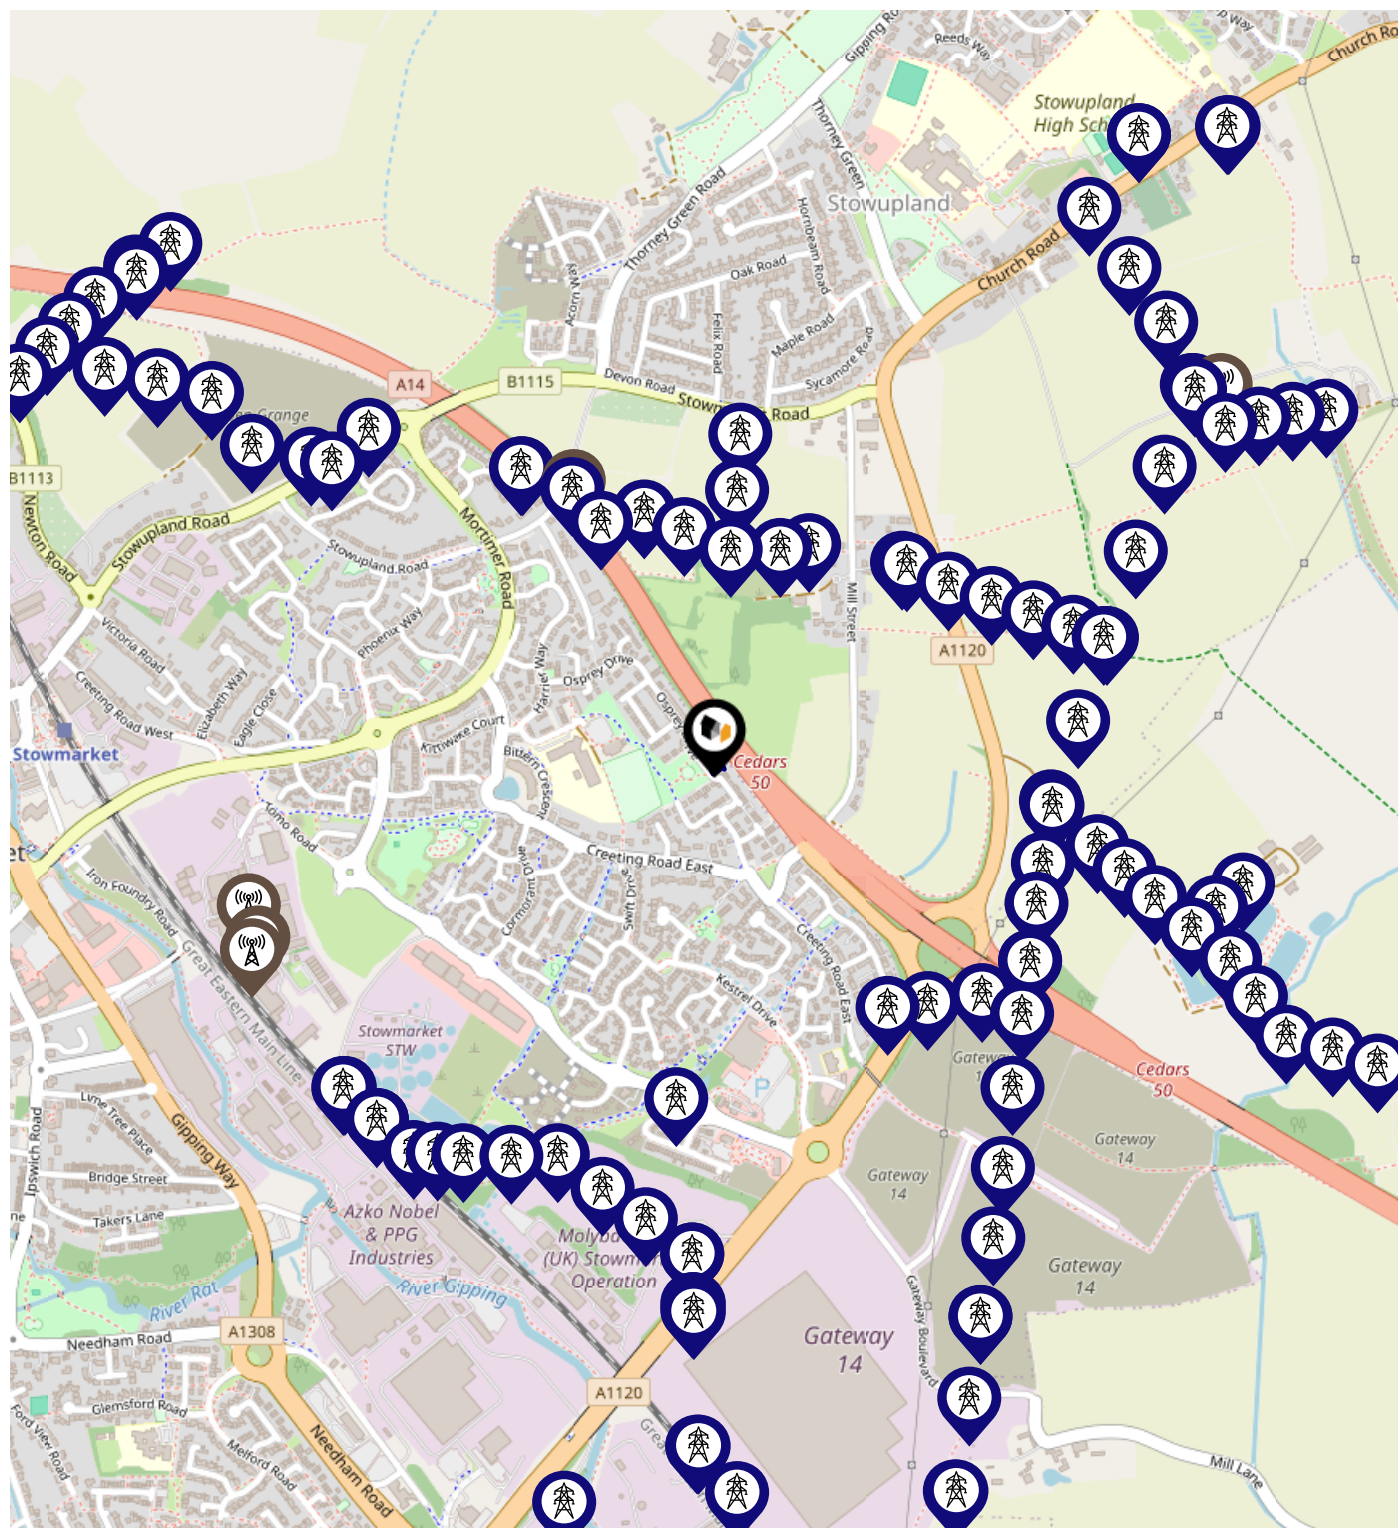 Church Ro
Reeds Way
p Way
Gipping Ro
Thorney Green
Stowupland
High Sch
Stowupland
Thorney Green Road
Hornbeam Road
Oak Road
Church Road
Acorn Way
Felix Road
Maple Road
Sycamore Road
A14
B1115
Devon Road
Road
Grange
B1113
Newton Road
Stowupland Road
Mortimer Road
Stowupland Road
Mill Street
Victoria Road
Phoenix Way
A1120
Creeting Road West
Elizabeth Way
Eagle Close
Harrier Way
Osprey Drive
Osprey
Kittiwake Court
Bittern Crescent
Stowmarket
Cedars
50
Tomo Road
et
Creeting Road East
Iron Foundry Road
Cormorant Drive
Swift Drive
Creeting Road East
Great Eastern Main Line
Kestrel Drive
Stowmarket
STW
Gateway
Cedars
50
Lime Tree Place
Ipswich Road
Gipping Way
Bridge Street
Gateway
14
Gateway
14
Takers Lane
ne
Azko Nobel
& PPG
Industries
(UK) Stowm
Operation
River Rat
River Gipping
Gateway
14
Gateway Boulevard
Needham Road
A1308
Gateway
14
A1120
Glemsford Road
Ford View Road
Melford Road
Needham Road
Grea
Mill Lane